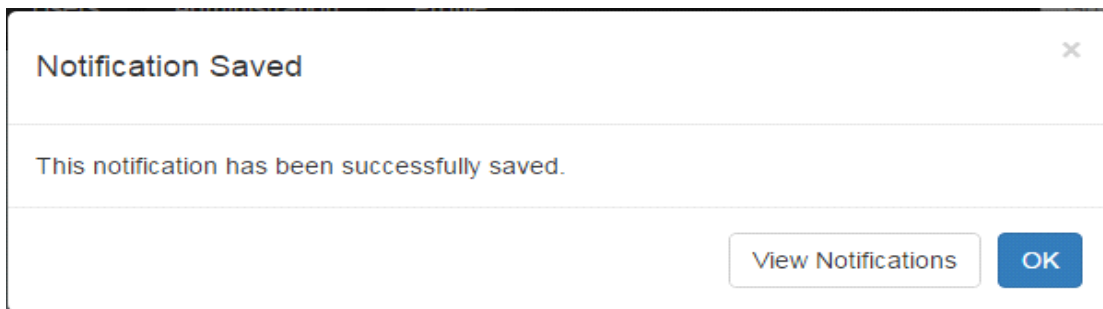 Notification Saved
×
This notification has been successfully saved.
View Notifications
OK